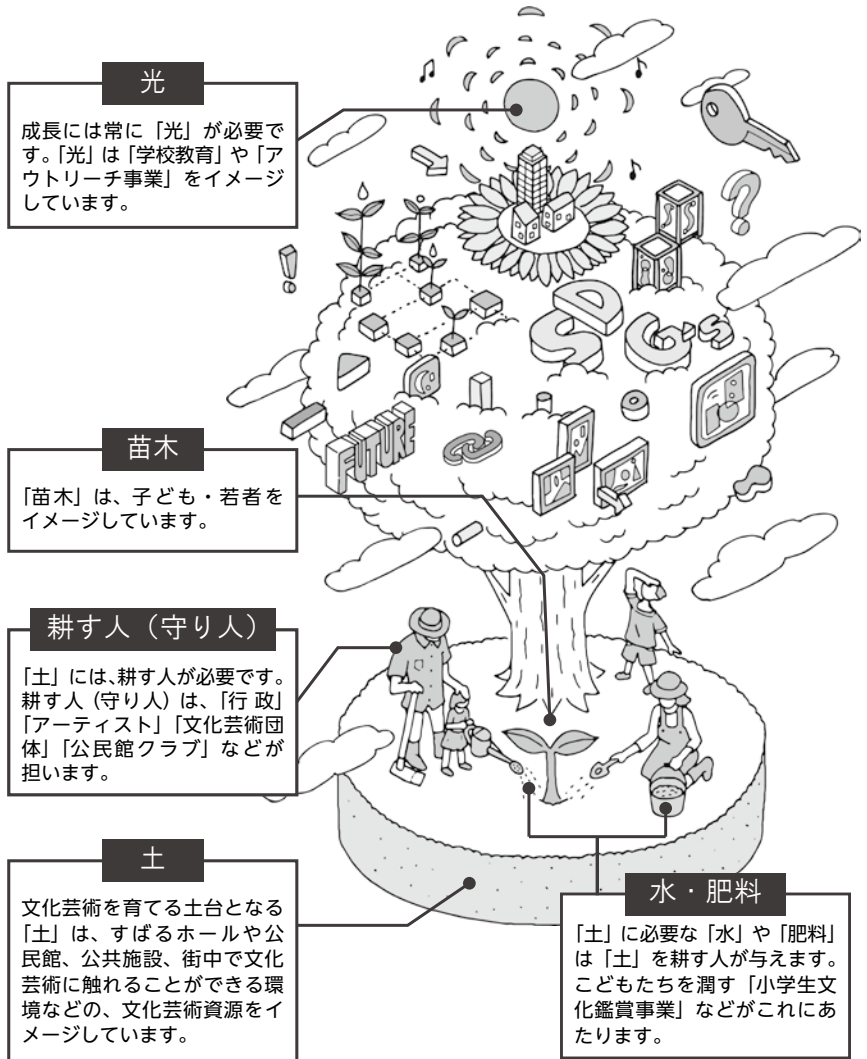 光
成長には常に「光」が必要で
す。「光」は「学校教育」や「ア
ウトリーチ事業」をイメージ
しています。
SDG's
FUTURE
苗木
「苗木」は、子ども・若者を
イメージしています。
耕す人（守り人）
「土」には、耕す人が必要です。
耕す人（守り人）は、「行 政」
「アーティスト」「文化芸術団
体」「公民館クラブ」などが
担います。
土
文化芸術を育てる土台となる
「土」は、すばるホールや公
民館、公共施設、街中で文化
芸術に触れることができる環
境などの、文化芸術資源をイ
メージしています。
水・肥料
「土」に必要な「水」や「肥料」
は「土」を耕す人が与えます。
こどもたちを潤す「小学生文
化鑑賞事業」などがこれにあ
たります。